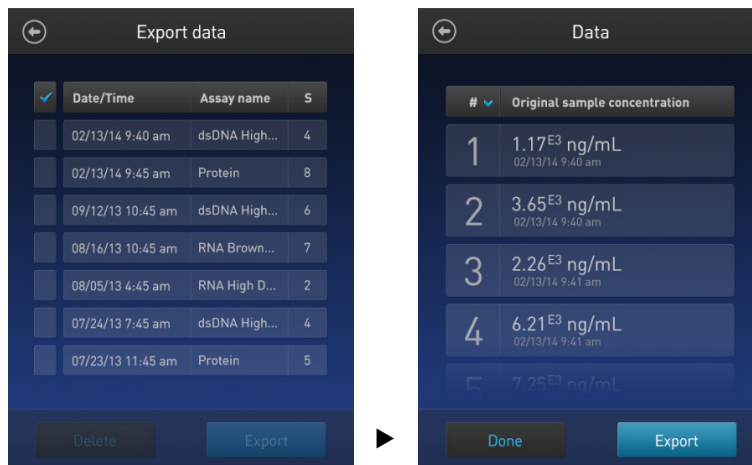 Export data
Date/Time Assay name S
02/13/14 9:40 am dsDNA High... 4
02/13/14 9:45 am Protein 8
09/12/13 10:45 am dsDNA High... 6
08/16/13 10:45 am RNA Brown... 7
08/05/13 4:45 am RNA High D... 2
07/24/13 7:45 am dsDNA High... 4
07/23/13 11:45 am Protein 5
Delete Export
Data
# Original sample concentration
1 1.17E3 ng/mL
02/13/14 9:40 am
2 3.65E3 ng/mL
02/13/14 9:40 am
3 2.26E3 ng/mL
02/13/14 9:41 am
4 6.21E3 ng/mL
02/13/14 9:41 am
5 7.25E3 ng/mL
Done Export